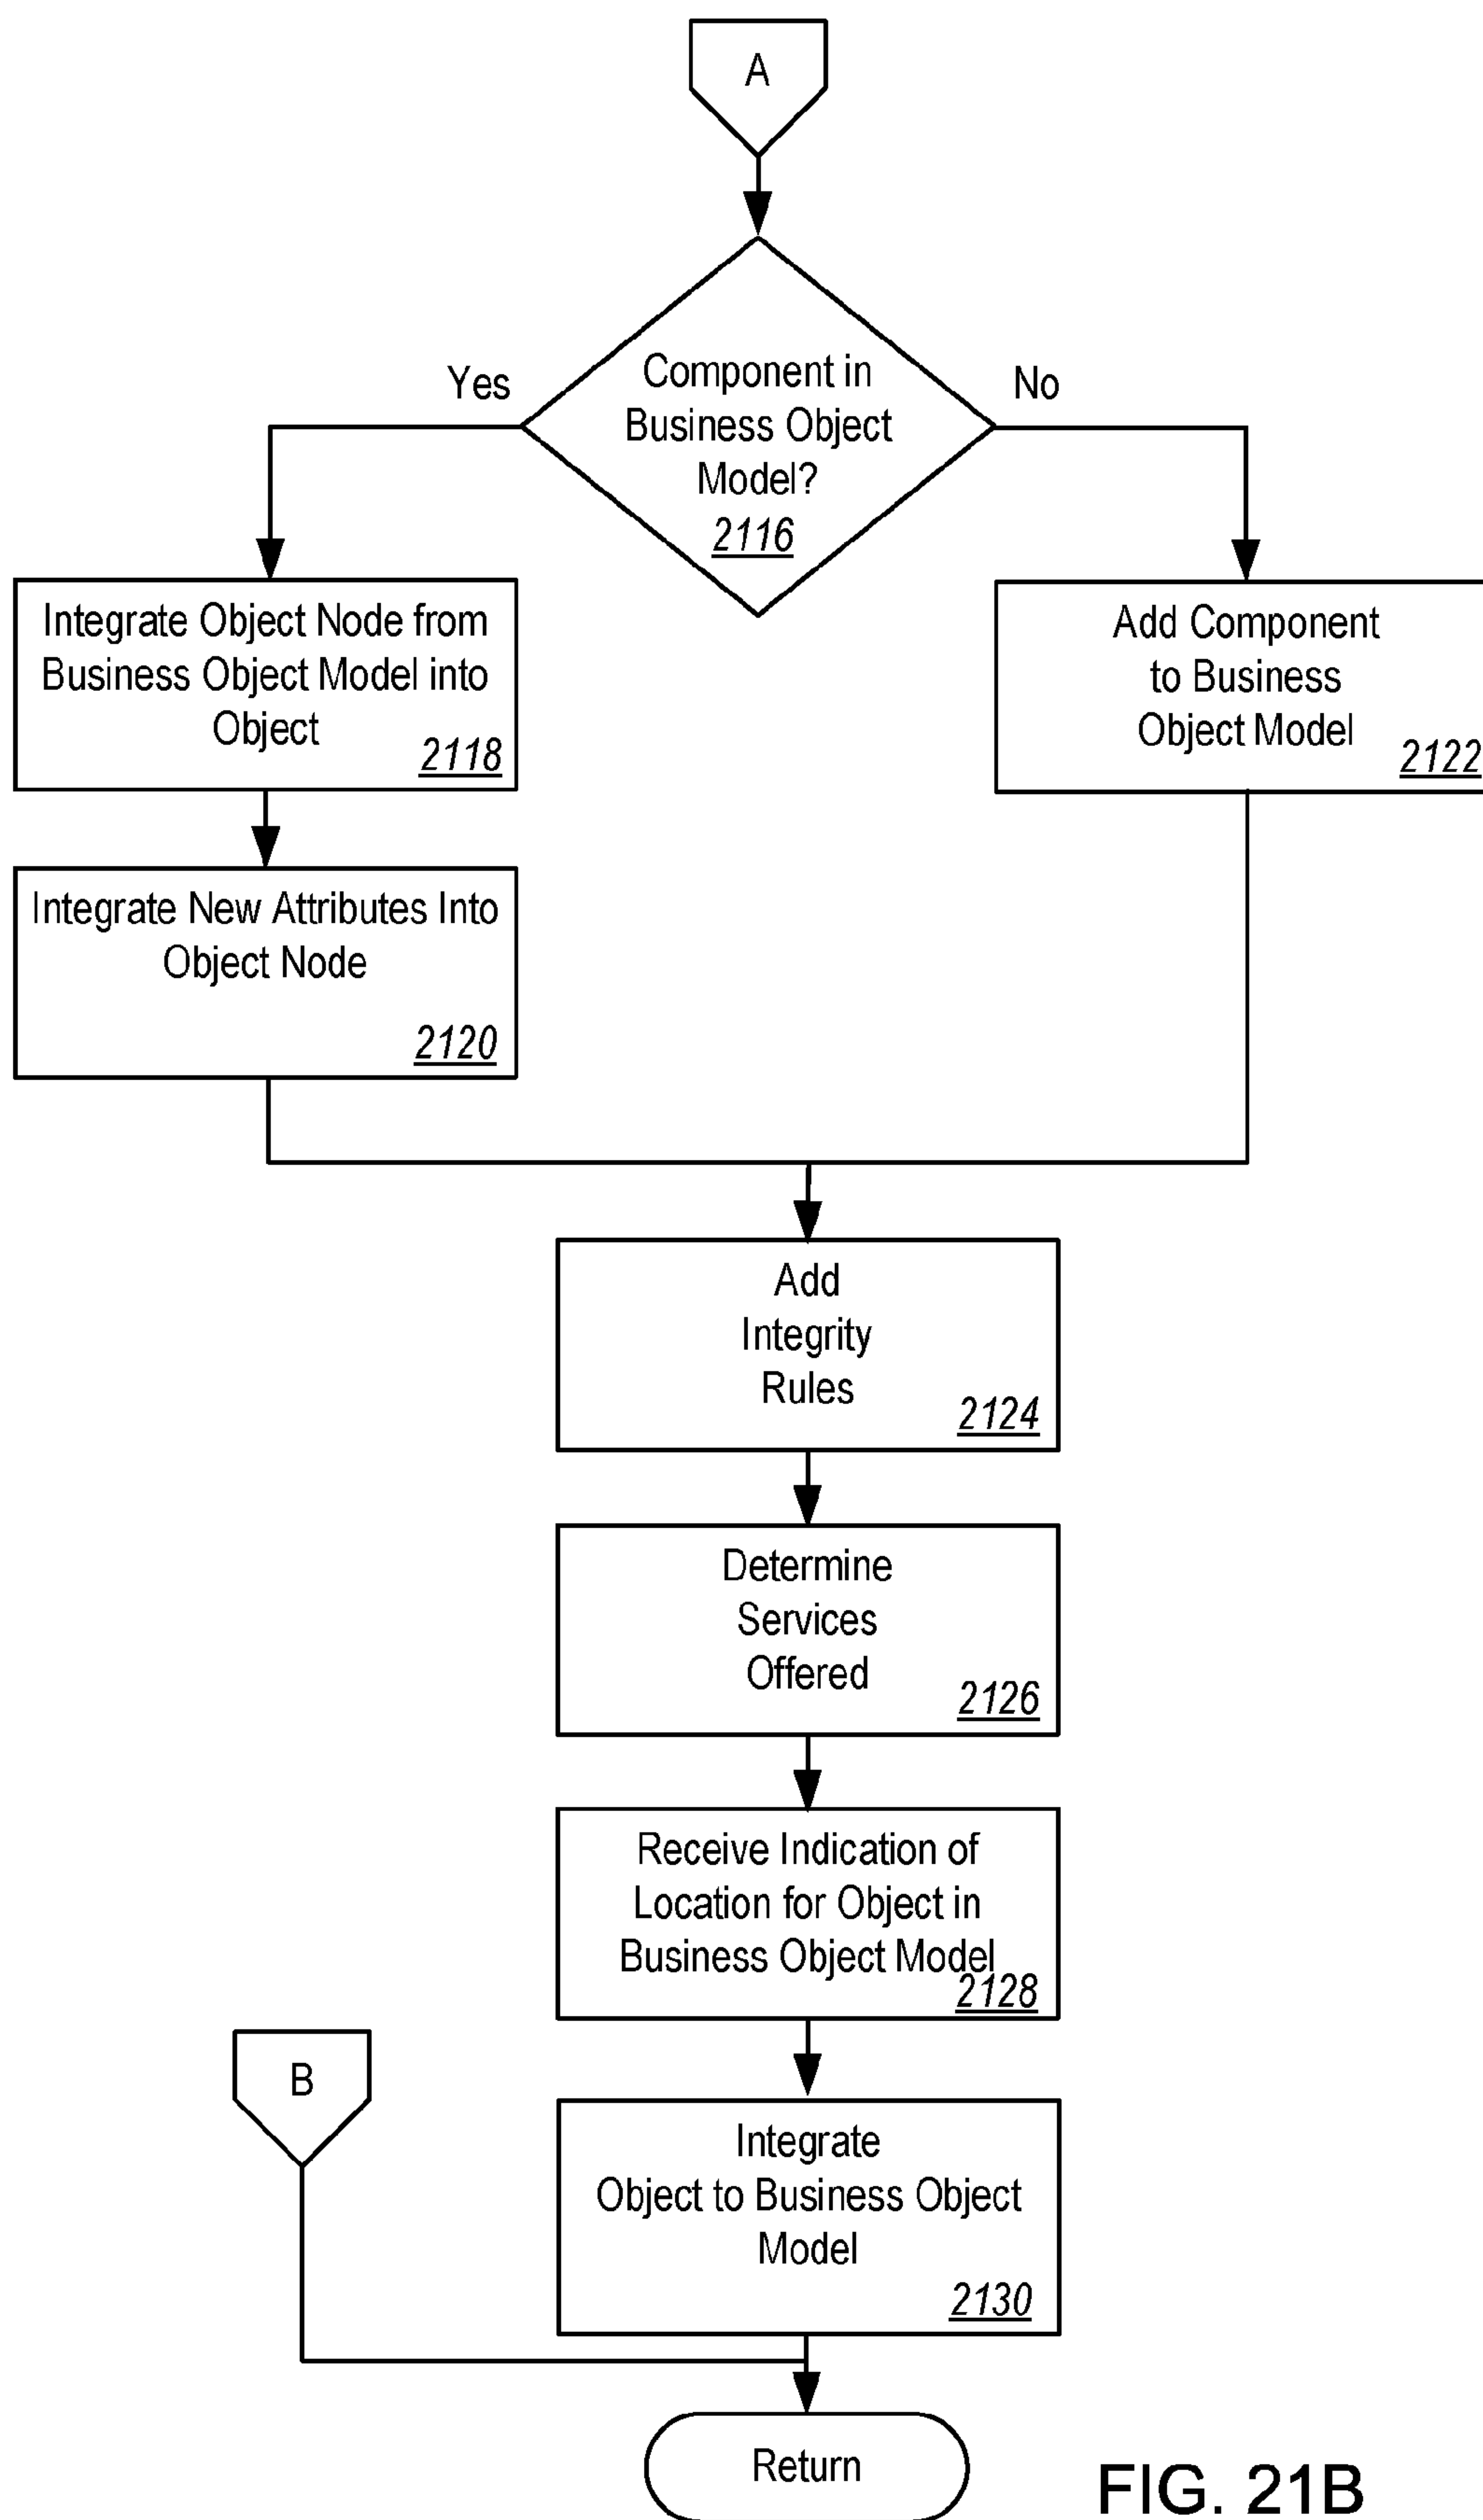 A
Component in
Business Object
Model?
2116
Yes
No
Integrate Object Node from
Business Object Model into
Object
2118
Add Component
to Business
Object Model
2122
Integrate New Attributes Into
Object Node
2120
Add
Integrity
Rules
2124
Determine
Services
Offered
2126
Receive Indication of
Location for Object in
Business Object Model
2128
B
Integrate
Object to Business Object
Model
2130
Return
FIG. 21B